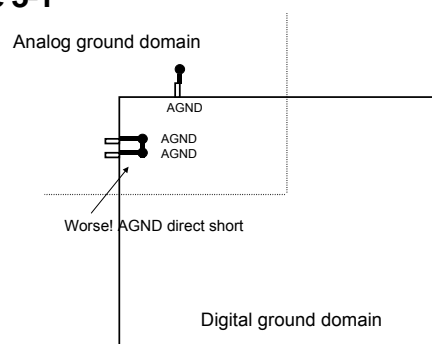 Analog ground domain
AGND
AGND
AGND
Worse! AGND direct short
Digital ground domain